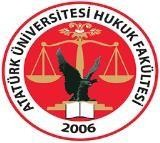 ATATÜRK ÜNİVERSİTESİ HUKUK FAKÜLTESİ
2006